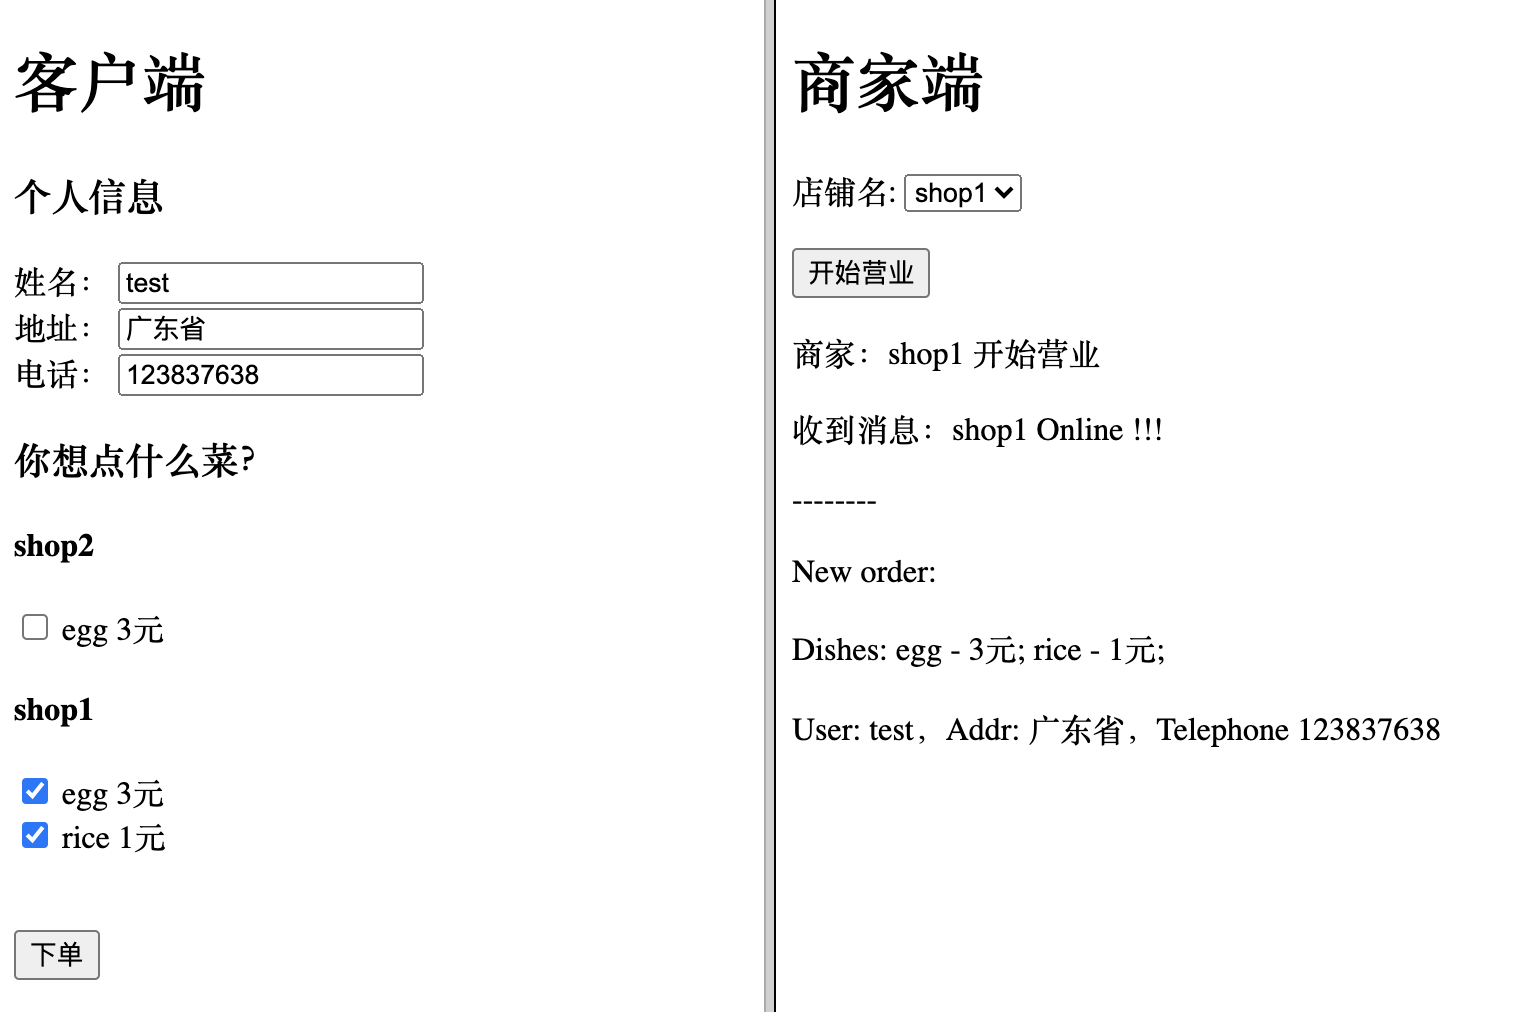 客户端
个人信息
姓名： test
地址： 广东省
电话： 123837638
你想点什么菜?
shop2
egg 3元
shop1
egg 3元
rice 1元
下单
商家端
店铺名: shop1
开始营业
商家：shop1 开始营业
收到消息：shop1 Online !!!
--------
New order:
Dishes: egg - 3元; rice - 1元;
User: test，Addr: 广东省，Telephone 123837638